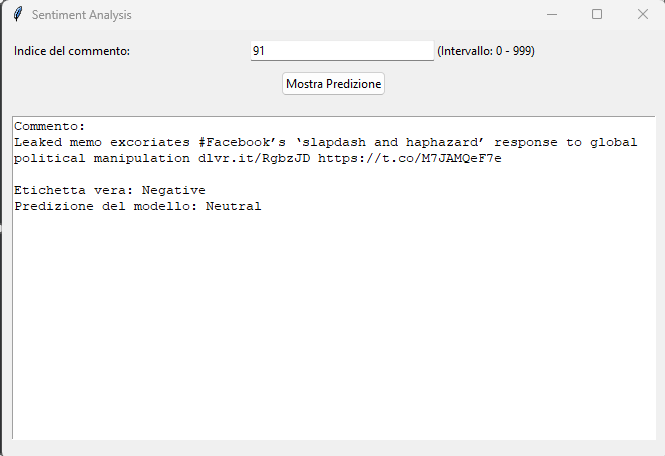 Sentiment Analysis
Indice del commento: 91 (Intervallo: 0 - 999)
Mostra Predizione
Commento:
Leaked memo excoriates #Facebook’s ‘slapdash and haphazard’ response to global
political manipulation dlvr.it/RgbzJD https://t.co/M7JAMQeF7e
Etichetta vera: Negative
Predizione del modello: Neutral